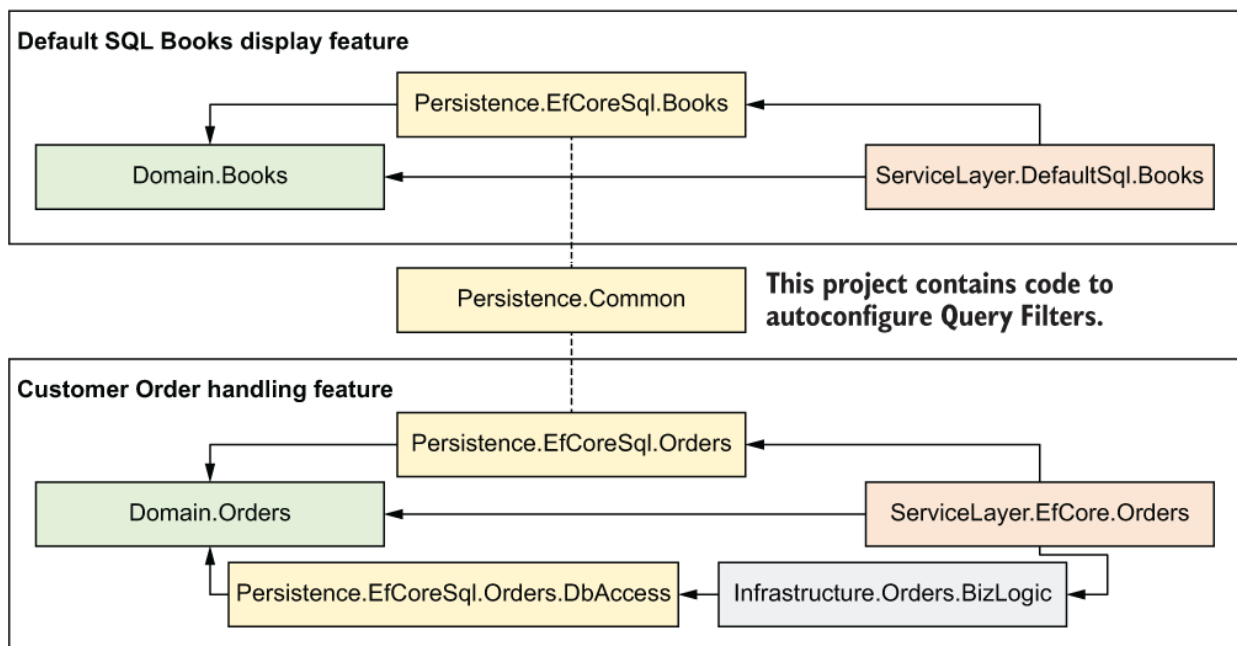 Default SQL Books display feature
Persistence.EfCoreSql.Books
Domain.Books
ServiceLayer.DefaultSql.Books
Persistence.Common
This project contains code to
autoconfigure Query Filters.
Customer Order handling feature
Persistence.EfCoreSql.Orders
Domain.Orders
ServiceLayer.EfCore.Orders
Persistence.EfCoreSql.Orders.DbAccess
Infrastructure.Orders.BizLogic